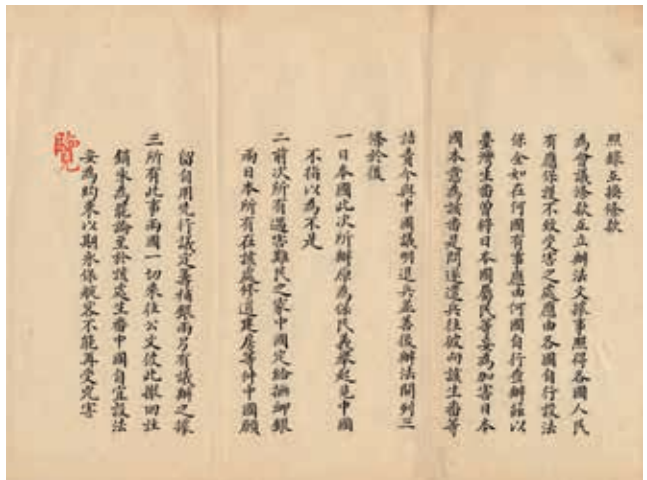 照錄互換條款
為會議條款互立辦法文據事照得各國人民
有應保護不致受害之處應由各國自行設法
保全如在何國有事應由何國自行查辦茲以
臺灣生番曾將日本國屬民等妄為加害日本
國本意為該番是問遂遣兵往彼向該生番等
詰責今與中國議明退兵並善後辦法開列三
條於後
一日本國此次所辦原為保民義舉起見中國
不指以為不是
二前次所有遇害難民之家中國定給撫卹銀
兩日本所有在該處修道建房等件中國願
留自用先行議定籌補銀兩另有議辦之據
三所有此事兩國一切來往公文彼此撤回註
銷永為罷論至於該處生番中國自宜設法
妥為約束以期永保航客不能再受兇害
覽